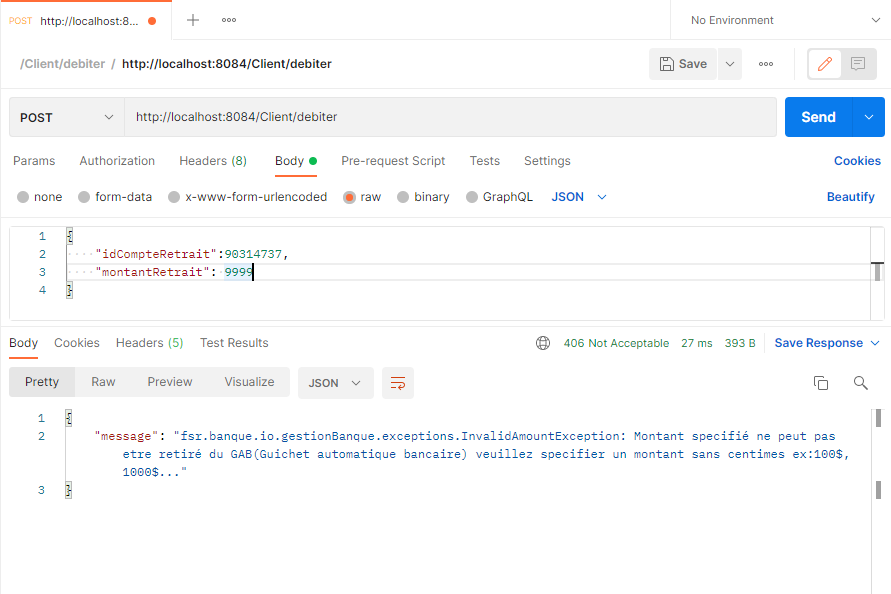 POST http://localhost:8...
No Environment
/Client/debiter / http://localhost:8084/Client/debiter
Save
POST http://localhost:8084/Client/debiter
Send
Params Authorization Headers (8) Body Pre-request Script Tests Settings Cookies
none form-data x-www-form-urlencoded raw binary GraphQL JSON Beautify
1 {
2 ····"idCompteRetrait":90314737,
3 ····"montantRetrait":·9999
4 }
Body Cookies Headers (5) Test Results 406 Not Acceptable 27 ms 393 B Save Response
Pretty Raw Preview Visualize JSON
1 {
2 "message": "fsr.banque.io.gestionBanque.exceptions.InvalidAmountException: Montant specifié ne peut pas
etre retiré du GAB(Guichet automatique bancaire) veuillez specifier un montant sans centimes ex:100$,
1000$..."
3 }